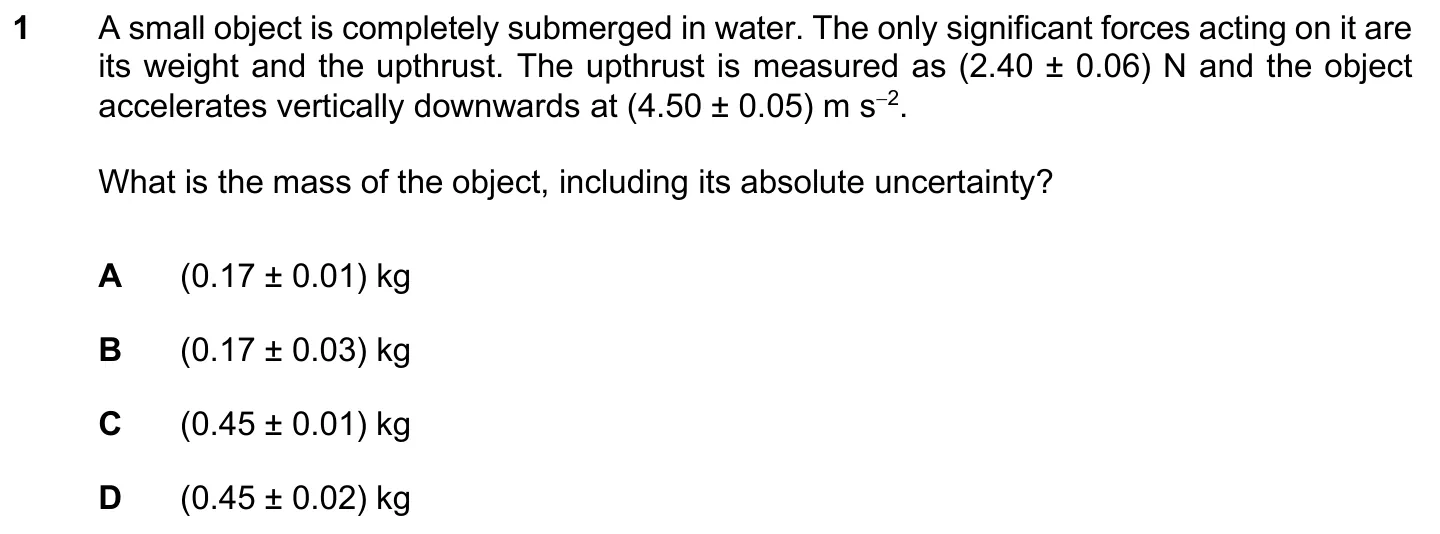 1 A small object is completely submerged in water. The only significant forces acting on it are
its weight and the upthrust. The upthrust is measured as (2.40 ± 0.06) N and the object
accelerates vertically downwards at (4.50 ± 0.05) m s⁻².
What is the mass of the object, including its absolute uncertainty?
A (0.17 ± 0.01) kg
B (0.17 ± 0.03) kg
C (0.45 ± 0.01) kg
D (0.45 ± 0.02) kg